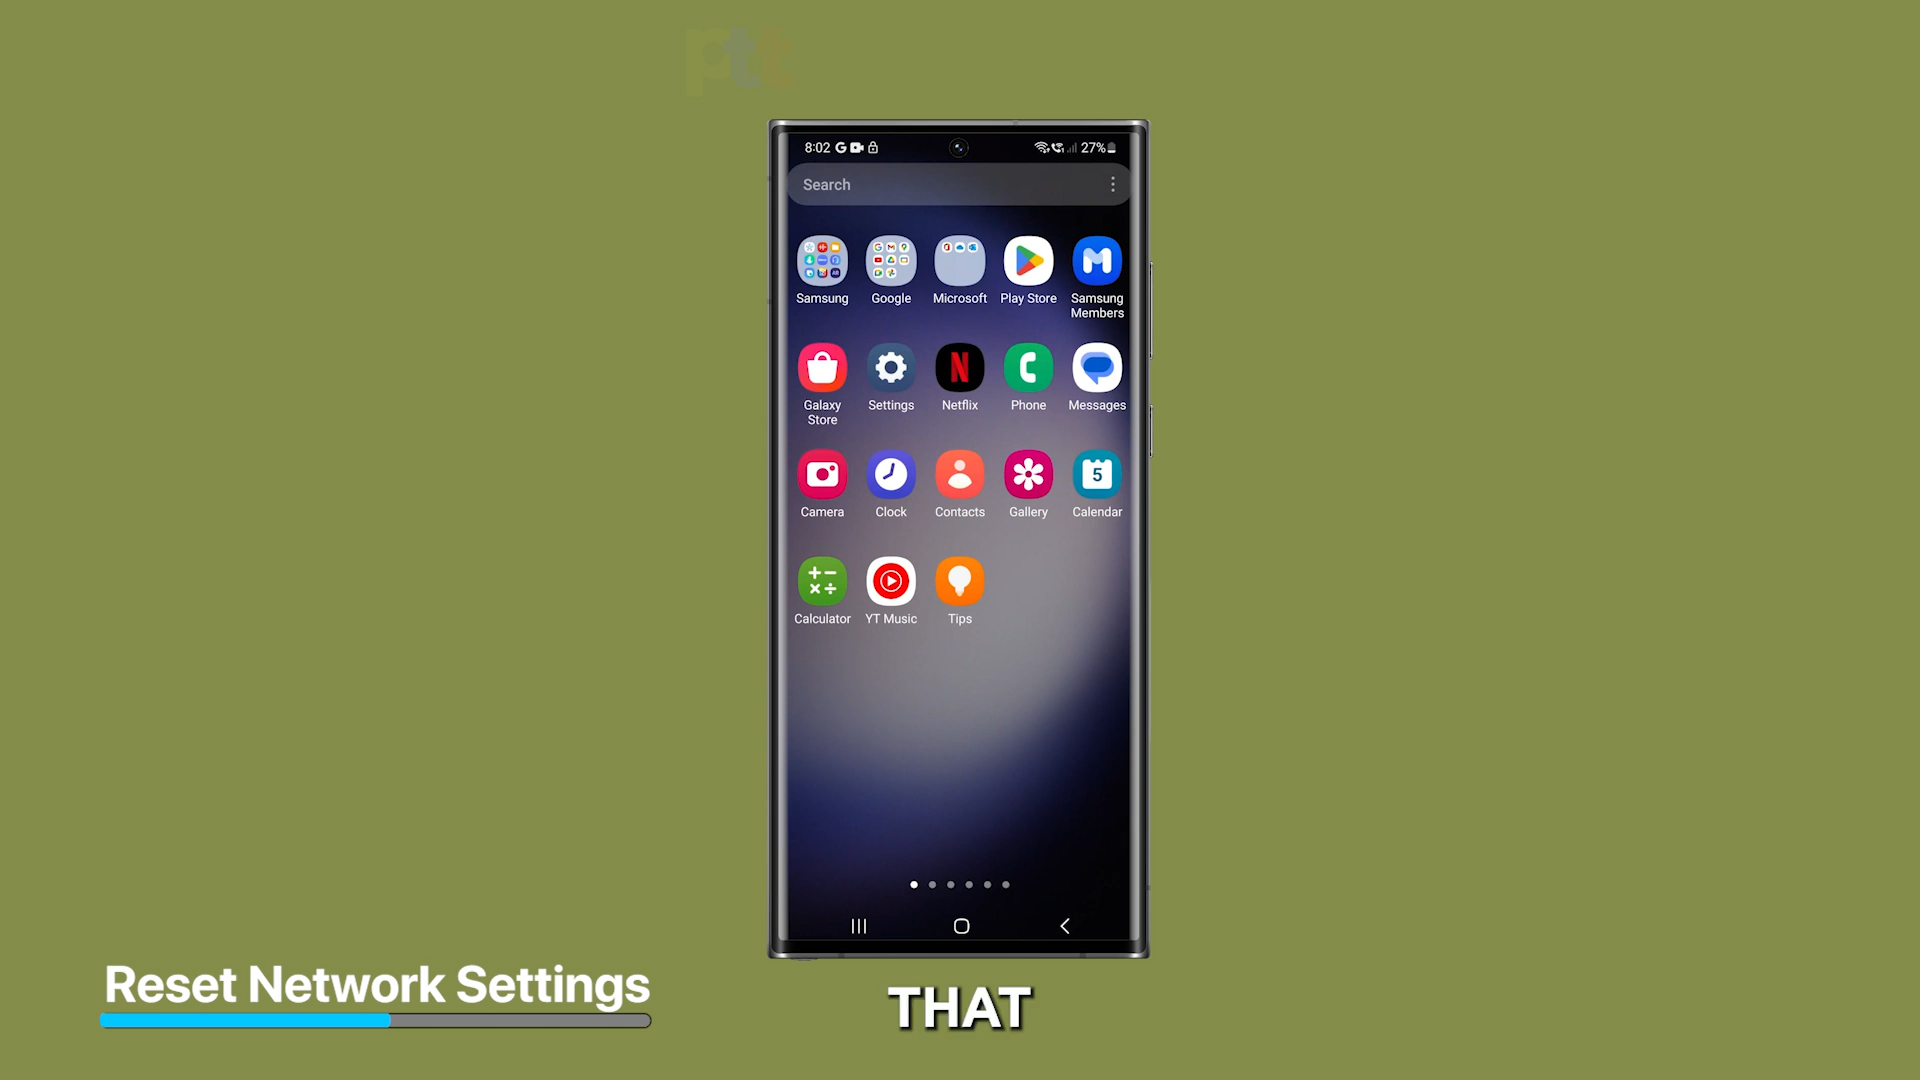 ptt
8:02 G 27%
Search
Samsung Google Microsoft Play Store Samsung Members
Galaxy Store Settings Netflix Phone Messages
Camera Clock Contacts Gallery 5 Calendar
Calculator YT Music Tips
Reset Network Settings
THAT